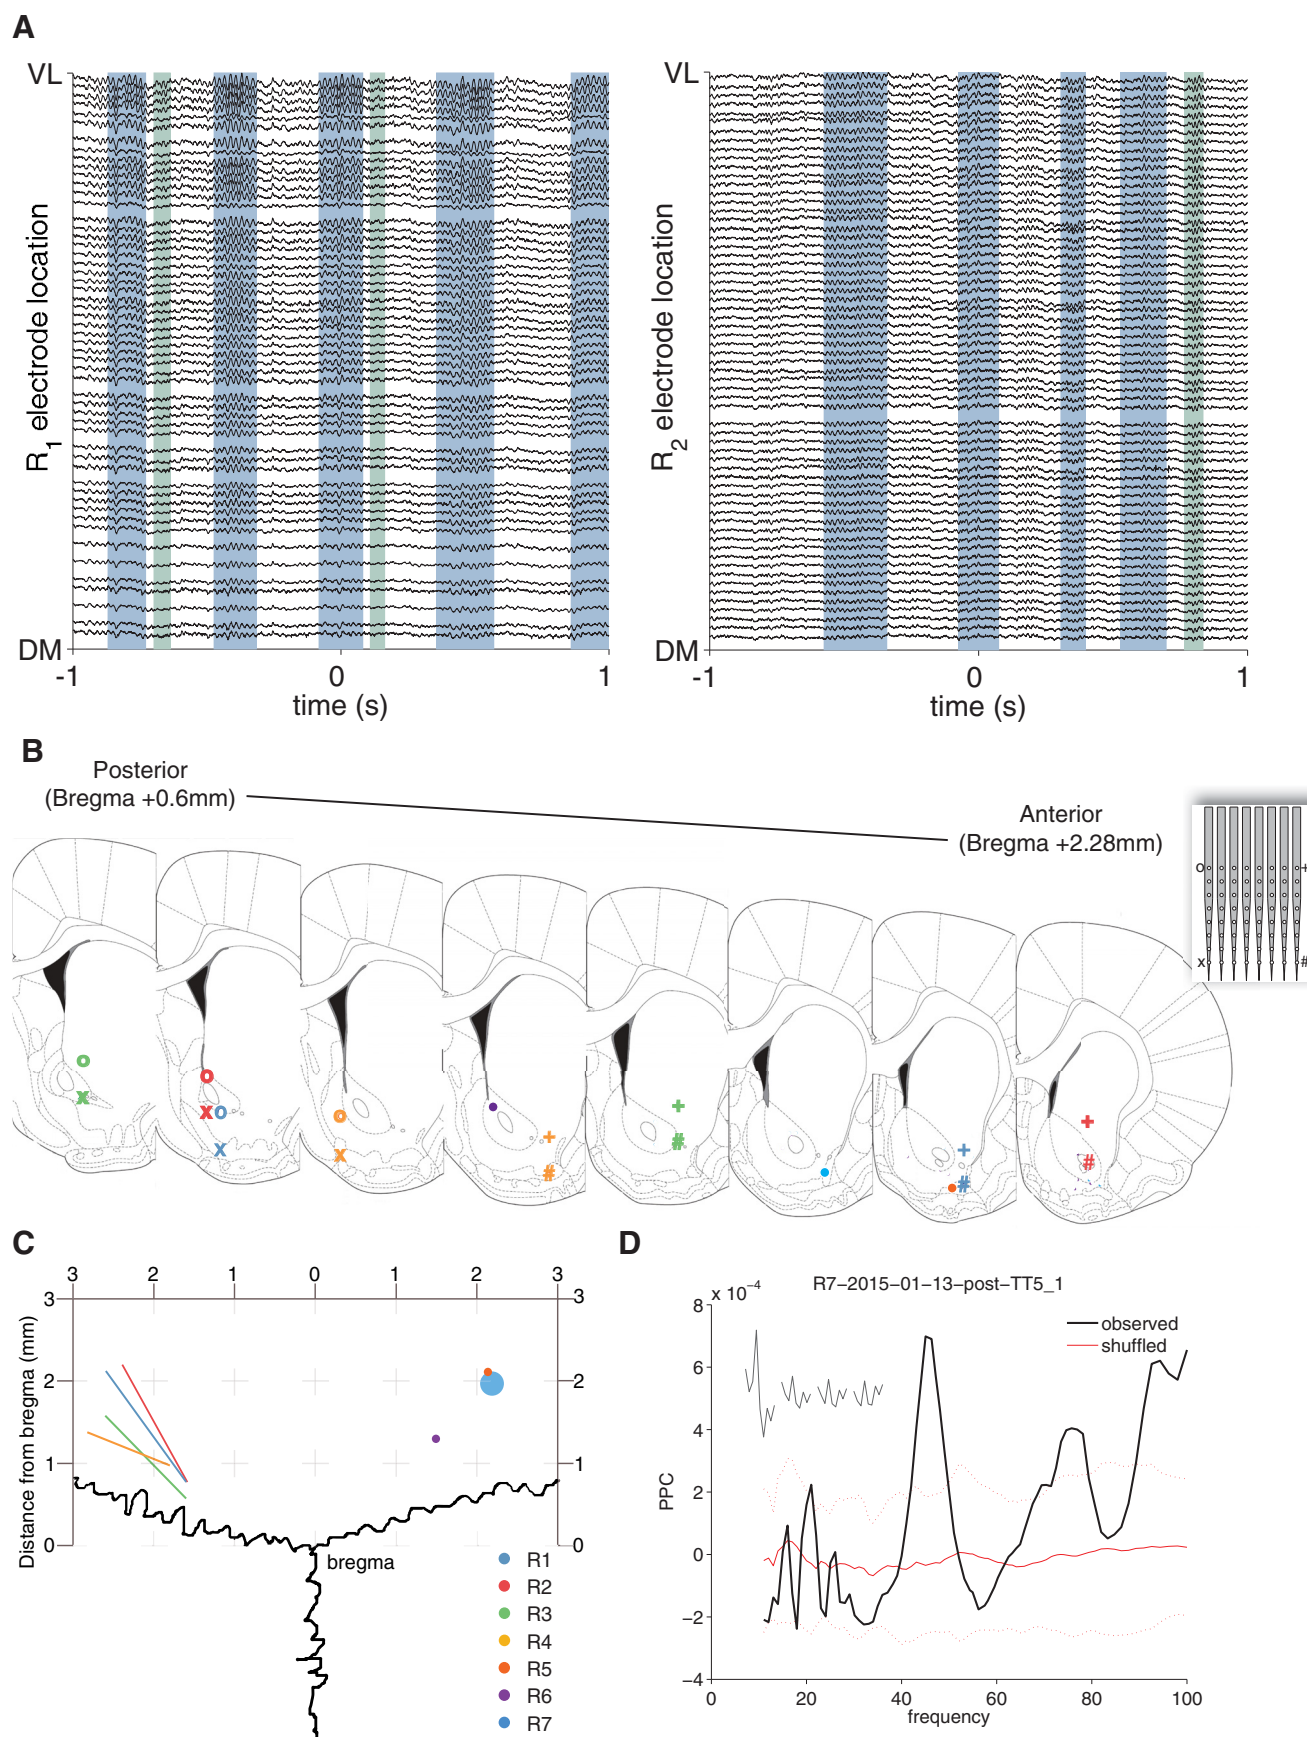 A
VL
VL
R1 electrode location
R2 electrode location
DM
DM
-1
0
1
-1
0
1
time (s)
time (s)
B
Posterior
(Bregma +0.6mm)
Anterior
(Bregma +2.28mm)
o
+
x
#
o
x
o
x
o
x
o
x
+
#
+
#
+
#
+
#
C
D
3
2
1
0
1
2
3
3
2
1
0
3
2
1
0
Distance from bregma (mm)
bregma
R1
R2
R3
R4
R5
R6
R7
R7–2015–01–13–post–TT5_1
x 10^−4
observed
shuffled
8
6
4
2
0
−2
−4
PPC
0
20
40
60
80
100
frequency